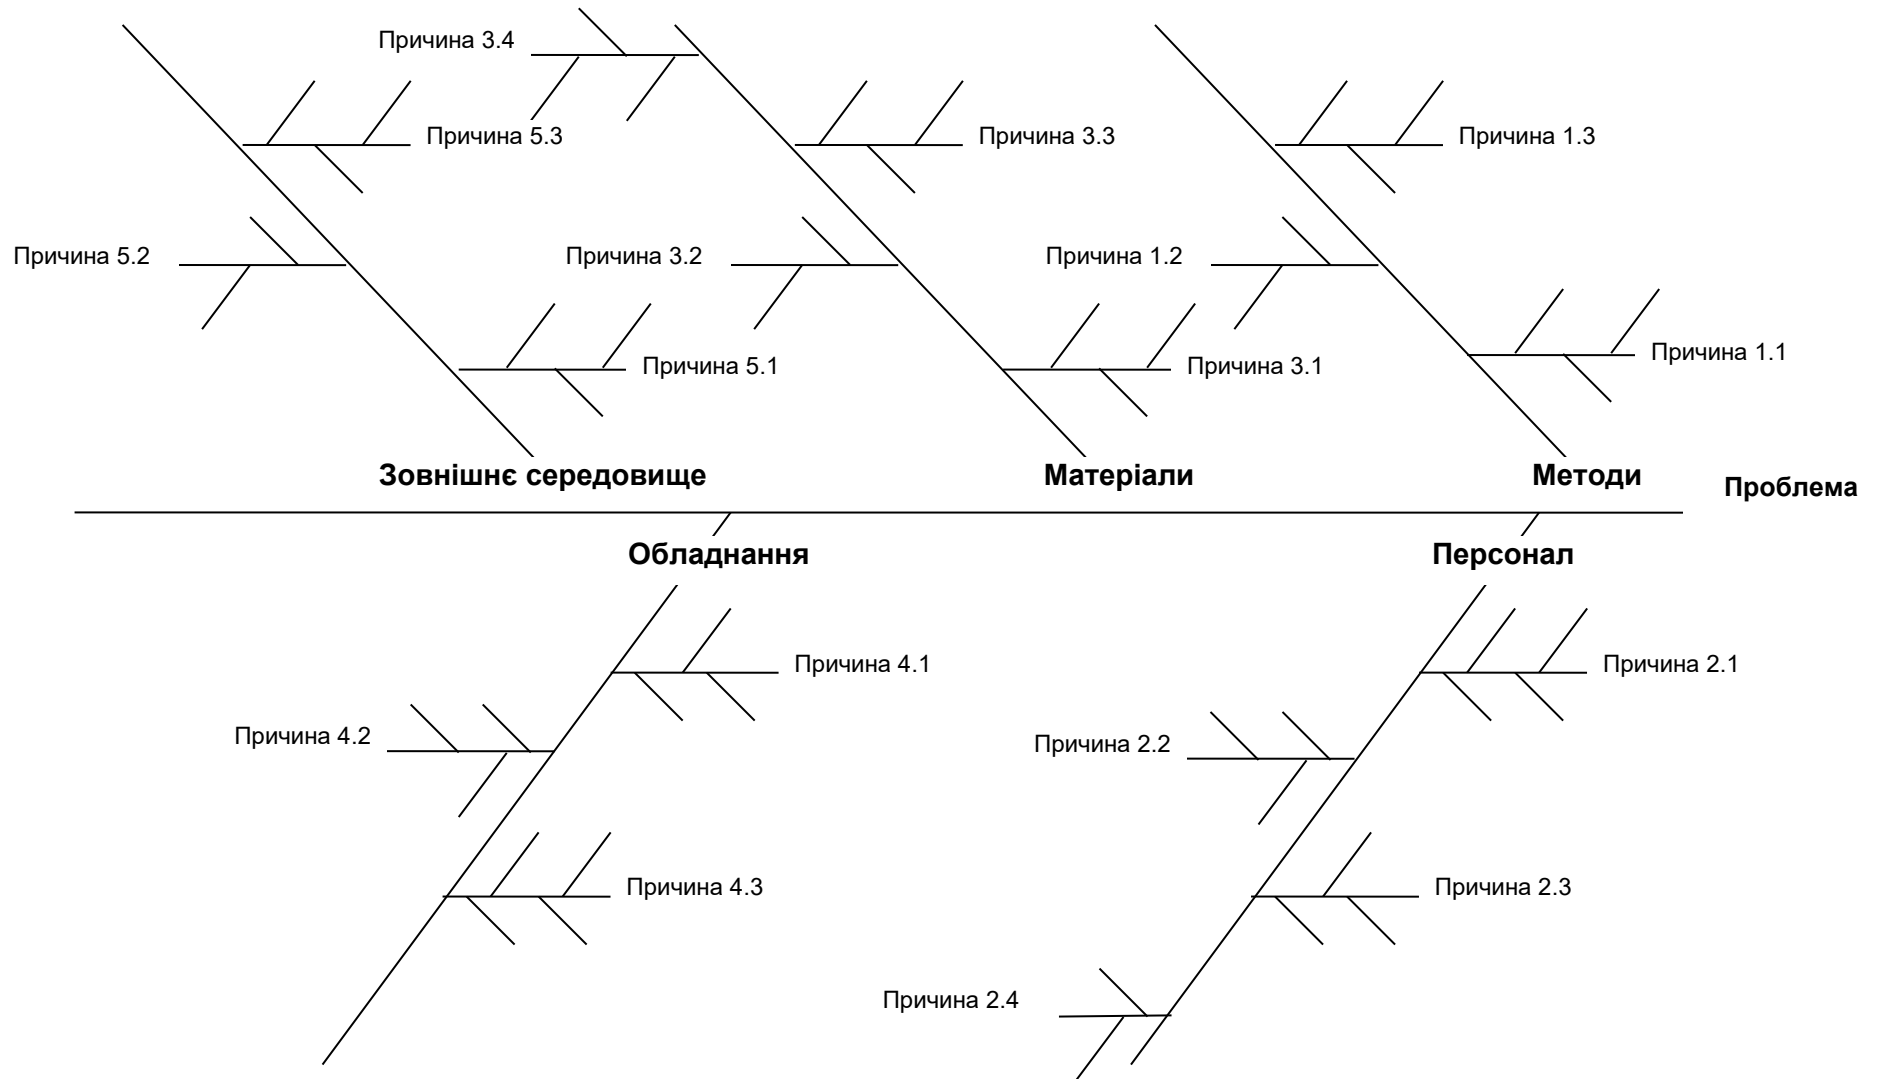 Причина 3.4
Причина 5.3
Причина 3.3
Причина 1.3
Причина 5.2
Причина 3.2
Причина 1.2
Причина 5.1
Причина 3.1
Причина 1.1
Зовнішнє середовище
Матеріали
Методи
Проблема
Обладнання
Персонал
Причина 4.1
Причина 2.1
Причина 4.2
Причина 2.2
Причина 4.3
Причина 2.3
Причина 2.4